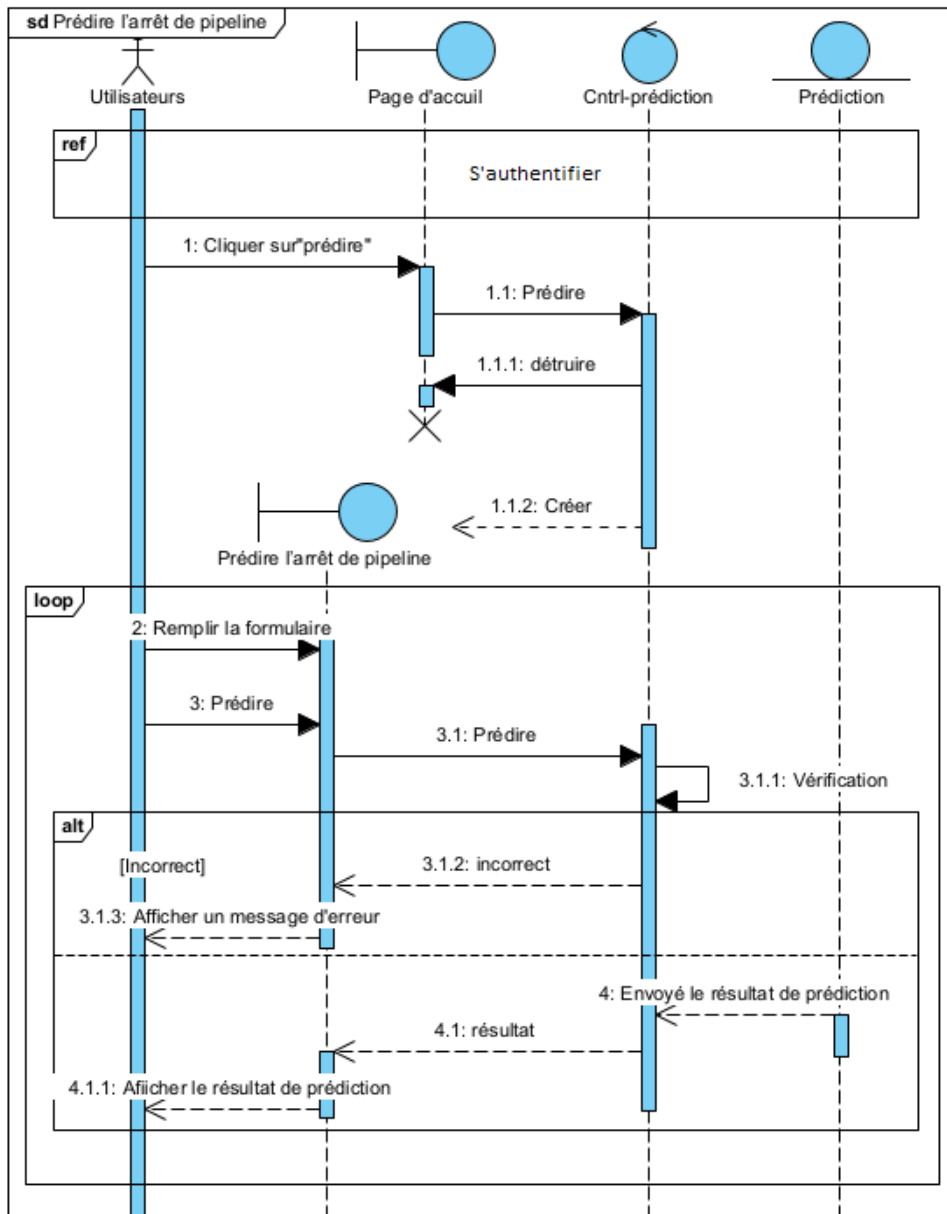 sd Prédire l'arrêt de pipeline
Utilisateurs
Page d'accuil
Cntrl-prédiction
Prédiction
ref
S'authentifier
1: Cliquer sur"prédire"
1.1: Prédire
1.1.1: détruire
1.1.2: Créer
Prédire l'arrêt de pipeline
loop
2: Remplir la formulaire
3: Prédire
3.1: Prédire
3.1.1: Vérification
alt
[Incorrect]
3.1.2: incorrect
3.1.3: Afficher un message d'erreur
4: Envoyé le résultat de prédiction
4.1: résultat
4.1.1: Afiicher le résultat de prédiction